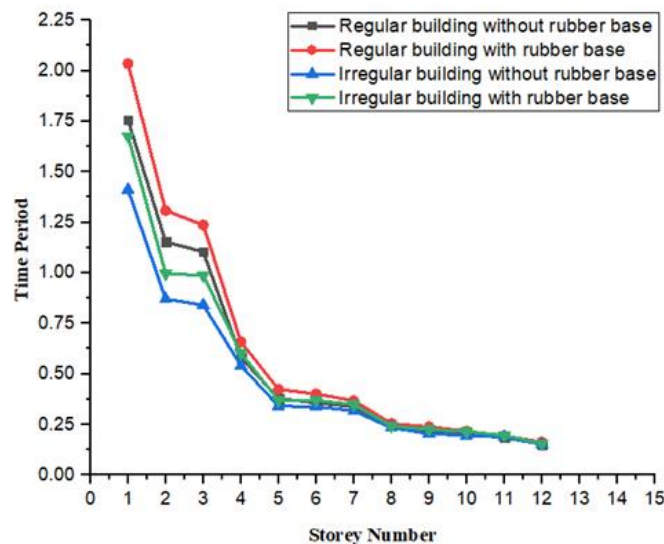 Regular building without rubber base
Regular building with rubber base
Irregular building without rubber base
Irregular building with rubber base
2.25
2.00
1.75
1.50
1.25
1.00
0.75
0.50
0.25
0.00
Time Period
0 1 2 3 4 5 6 7 8 9 10 11 12 13 14 15
Storey Number